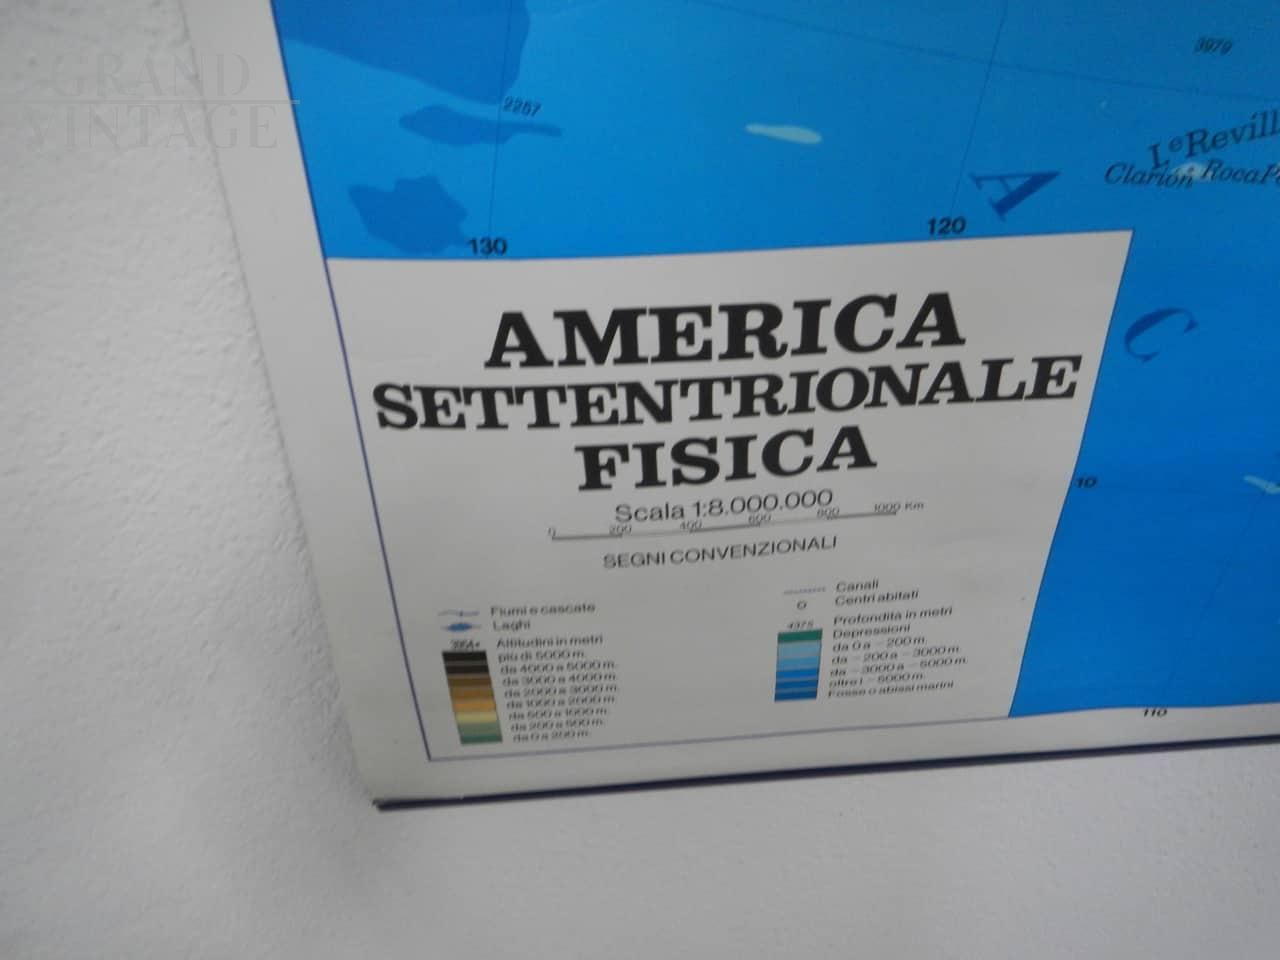 GRAND
VINTAGE
3979
2257
Clarion Roca
130
120
A
C
AMERICA
SETTENTRIONALE
FISICA
Scala 1:8.000.000
0 200 400 600 800 1000 Km
SEGNI CONVENZIONALI
10
Fiumi e cascate
Laghi
Altitudini in metri
più di 5000 m.
da 4000 a 5000 m.
da 3000 a 4000 m.
da 2000 a 3000 m.
da 1000 a 2000 m.
da 500 a 1000 m.
da 200 a 500 m.
da 0 a 200 m.
Canali
Centri abitati
4375 Profondità in metri
Depressioni
da 0 a - 200 m.
da - 200 a - 3000 m.
da - 3000 a - 5000 m.
oltre i - 5000 m.
Fosse o abissi marini
110